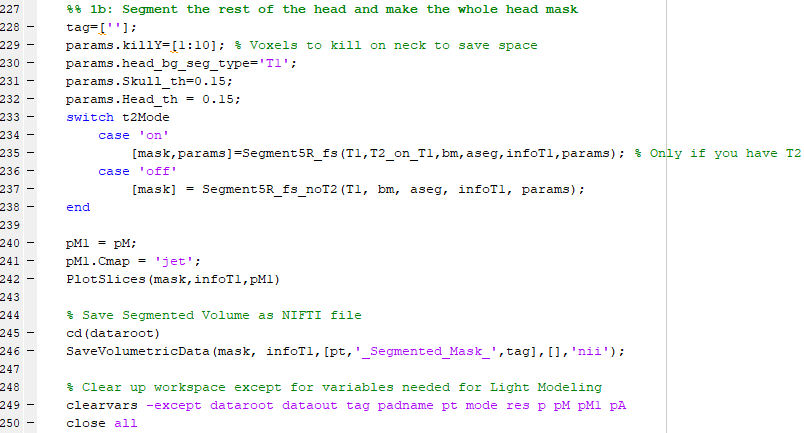 227 %% 1b: Segment the rest of the head and make the whole head mask
228 - tag=[''];
229 - params.killY=[1:10]; % Voxels to kill on neck to save space
230 - params.head_bg_seg_type='T1';
231 - params.Skull_th=0.15;
232 - params.Head_th = 0.15;
233 - switch t2Mode
234 - case 'on'
235 - [mask,params]=Segment5R_fs(T1,T2_on_T1,bm,aseg,infoT1,params); % Only if you have T2
236 - case 'off'
237 - [mask] = Segment5R_fs_noT2(T1, bm, aseg, infoT1, params);
238 - end
239
240 - pM1 = pM;
241 - pM1.Cmap = 'jet';
242 - PlotSlices(mask,infoT1,pM1)
243
244 % Save Segmented Volume as NIFTI file
245 - cd(dataroot)
246 - SaveVolumetricData(mask, infoT1,[pt,'_Segmented_Mask_',tag],[],'nii');
247
248 % Clear up workspace except for variables needed for Light Modeling
249 - clearvars -except dataroot dataout tag padname pt mode res p pM pM1 pA
250 - close all